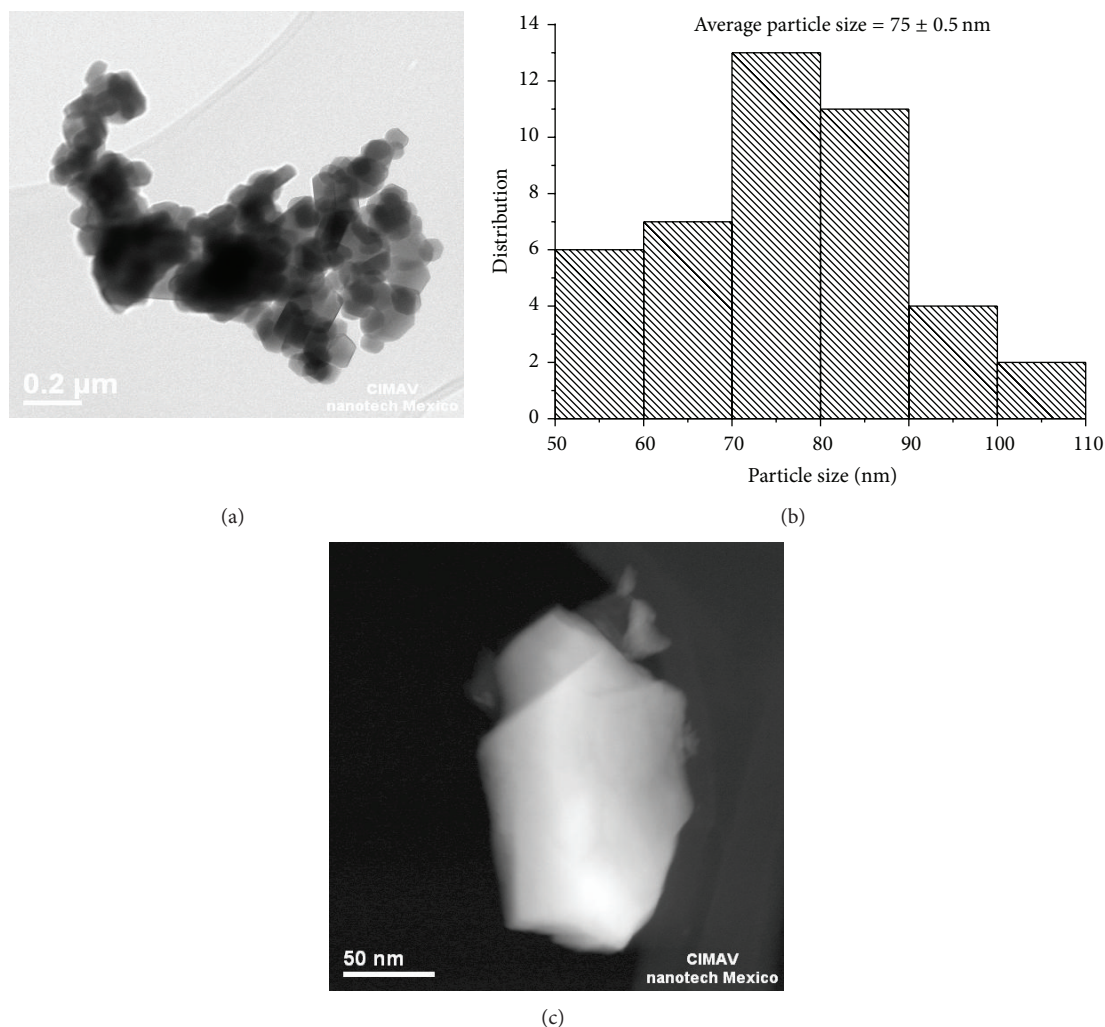 0.2 µm
CIMAV
nanotech Mexico
(a)
Average particle size = 75 ± 0.5 nm
14
12
10
8
6
4
2
0
50 60 70 80 90 100 110
Distribution
Particle size (nm)
(b)
50 nm
CIMAV
nanotech Mexico
(c)